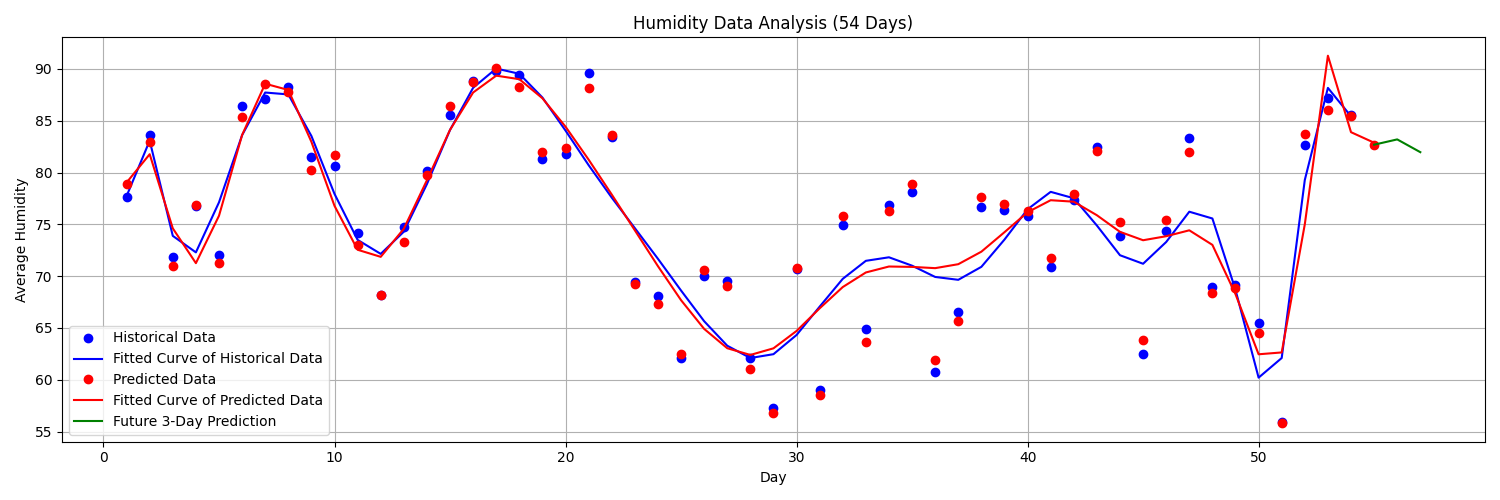 Humidity Data Analysis (54 Days)
Average Humidity
90
85
80
75
70
65
60
55
Historical Data
Fitted Curve of Historical Data
Predicted Data
Fitted Curve of Predicted Data
Future 3-Day Prediction
0 10 20 30 40 50
Day